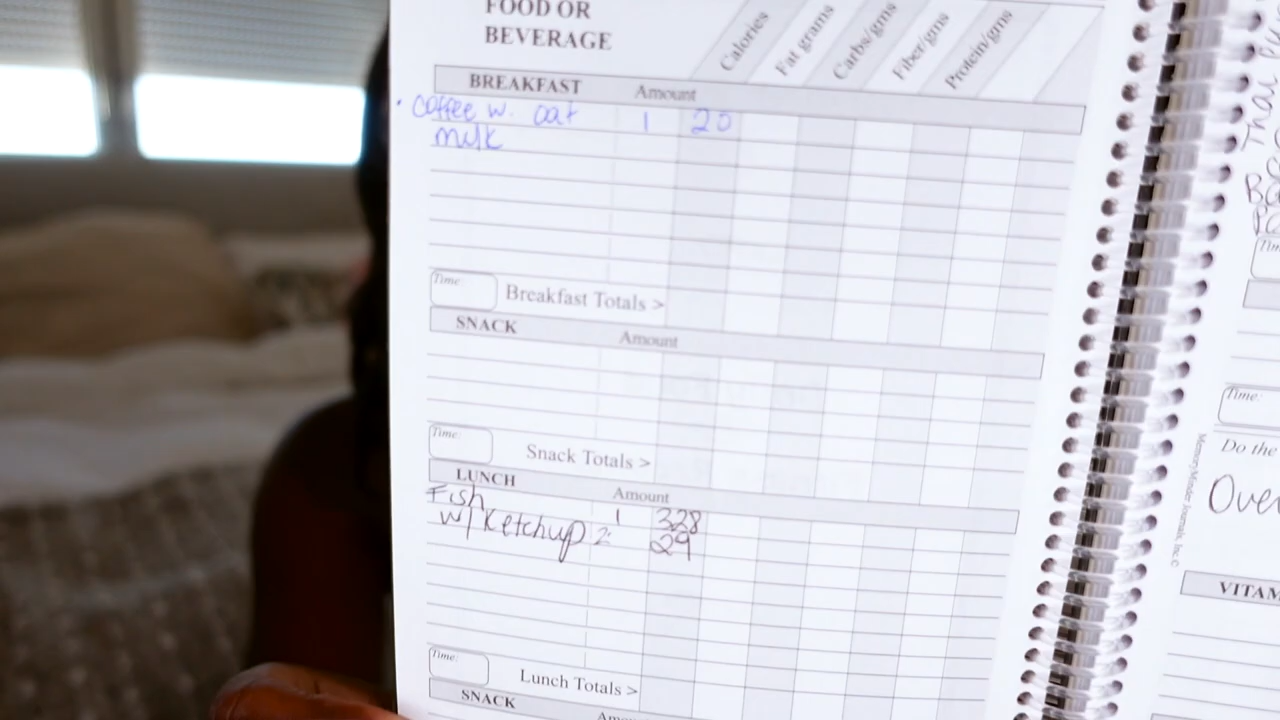 FOOD OR
BEVERAGE
Calories
Fat grams
Carbs/gms
Fiber/gms
Protein/gms
BREAKFAST Amount
coffee w. oat 1 20
milk
Time
Breakfast Totals >
SNACK Amount
Time:
Snack Totals >
LUNCH Amount
Fish 1 328
w/ Ketchup 2 29
Time:
Lunch Totals >
SNACK
Thai
Time:
Do the
VITAM